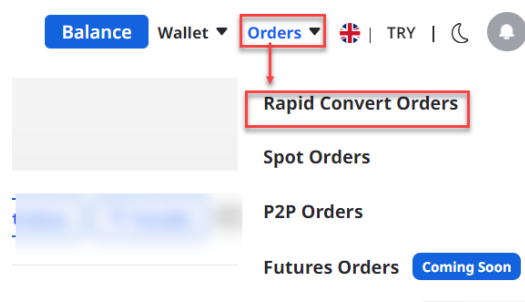 Balance Wallet ▼ Orders ▼ | TRY |
Rapid Convert Orders
Spot Orders
P2P Orders
Futures Orders Coming Soon